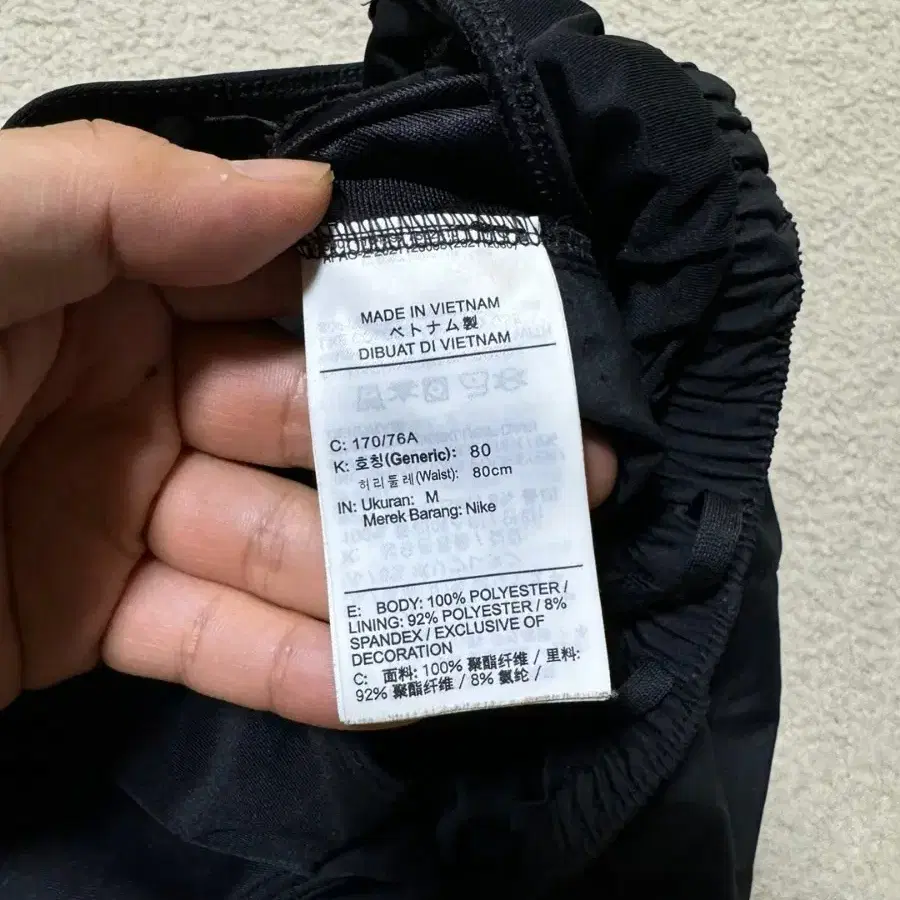 MADE IN VIETNAM
ベトナム製
DIBUAT DI VIETNAM
C: 170/76A
K: 호칭(Generic): 80
허리둘레(Waist): 80cm
IN: Ukuran: M
Merek Barang: Nike
E: BODY: 100% POLYESTER /
LINING: 92% POLYESTER / 8%
SPANDEX / EXCLUSIVE OF
DECORATION
C: 面料: 100% 聚酯纤维 / 里料:
92% 聚酯纤维 / 8% 氨纶 /